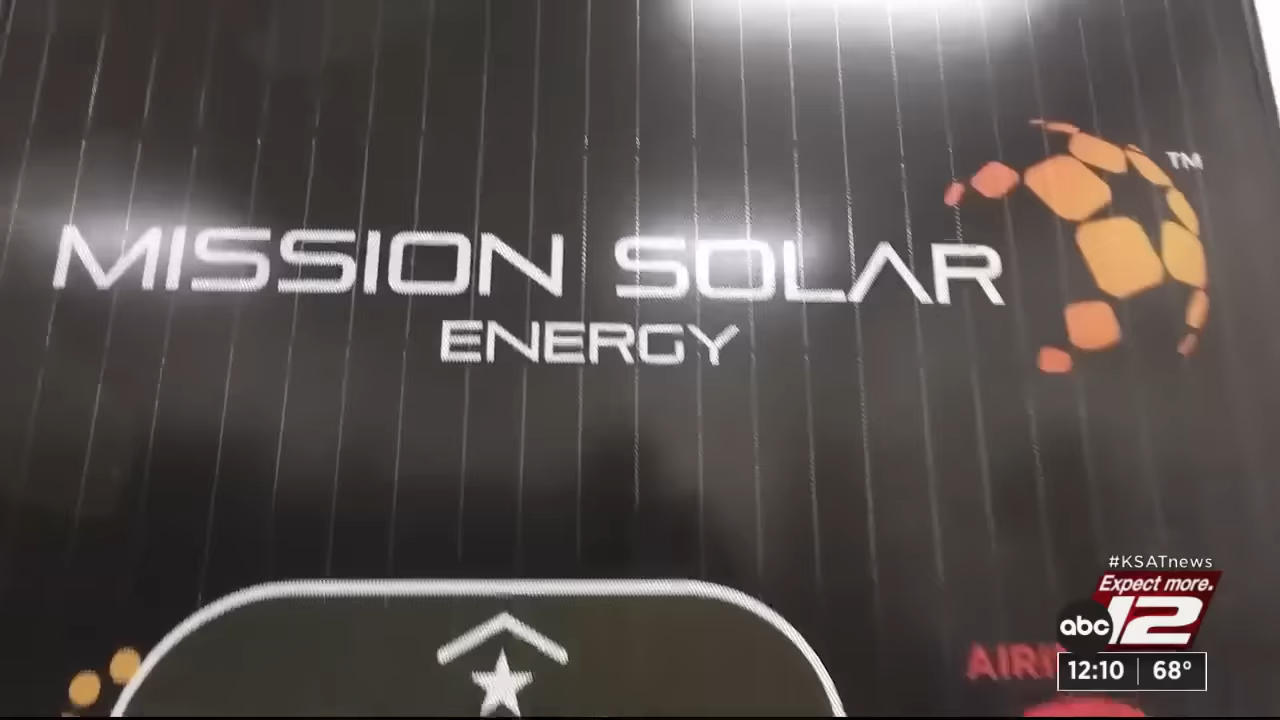 MISSION SOLAR
ENERGY
TM
#KSATnews
Expect more.
abc 12
12:10 68°